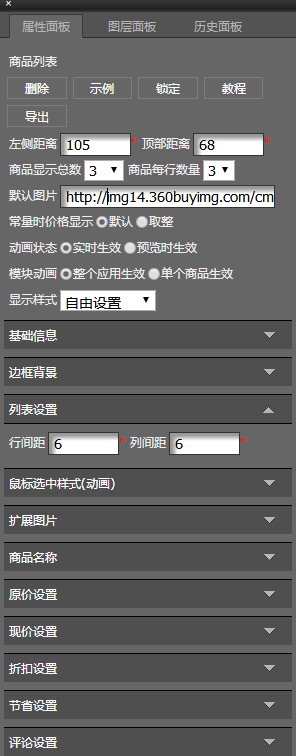 属性面板 图层面板 历史面板
商品列表
删除 示例 锁定 教程
导出
左侧距离 105 * 顶部距离 68 *
商品显示总数 3 商品每行数量 3
默认图片 http://img14.360buyimg.com/cm
常量时价格显示 默认 取整
动画状态 实时生效 预览时生效
模块动画 整个应用生效 单个商品生效
显示样式 自由设置
基础信息
边框背景
列表设置
行间距 6 * 列间距 6 *
鼠标选中样式(动画)
扩展图片
商品名称
原价设置
现价设置
折扣设置
节省设置
评论设置